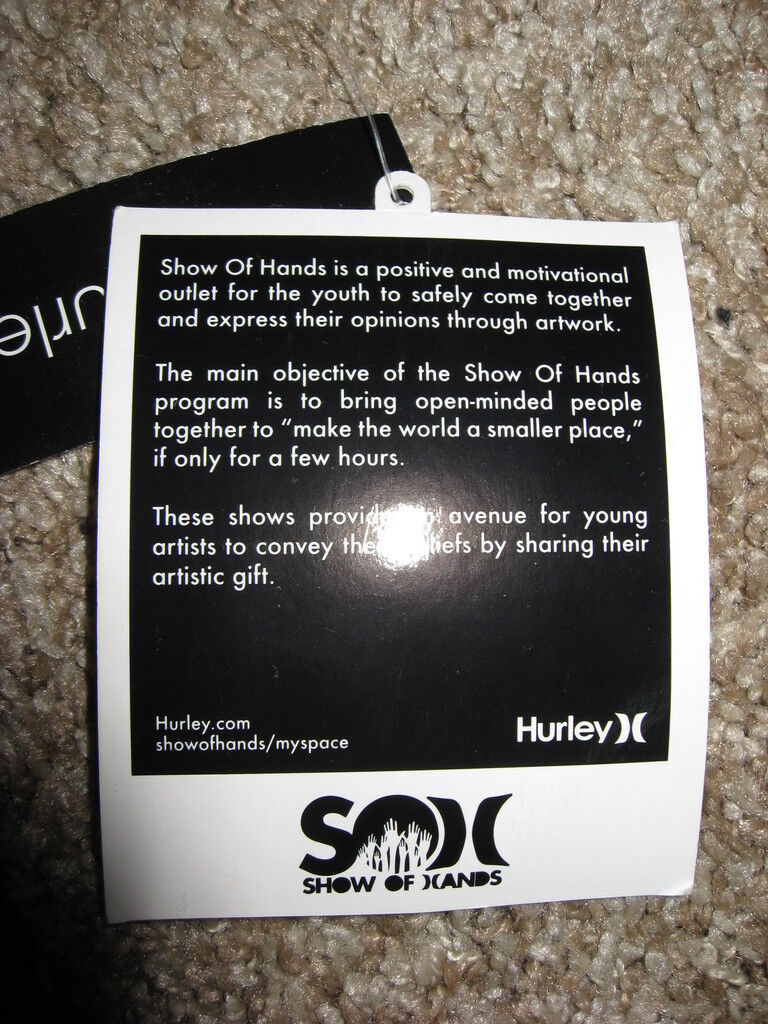 Show Of Hands is a positive and motivational
outlet for the youth to safely come together
and express their opinions through artwork.
The main objective of the Show Of Hands
program is to bring open-minded people
together to “make the world a smaller place,”
if only for a few hours.
These shows avenue for young
artists to convey by sharing their
artistic gift.
Hurley.com
showofhands/myspace
Hurley
SOH
SHOW OF HANDS